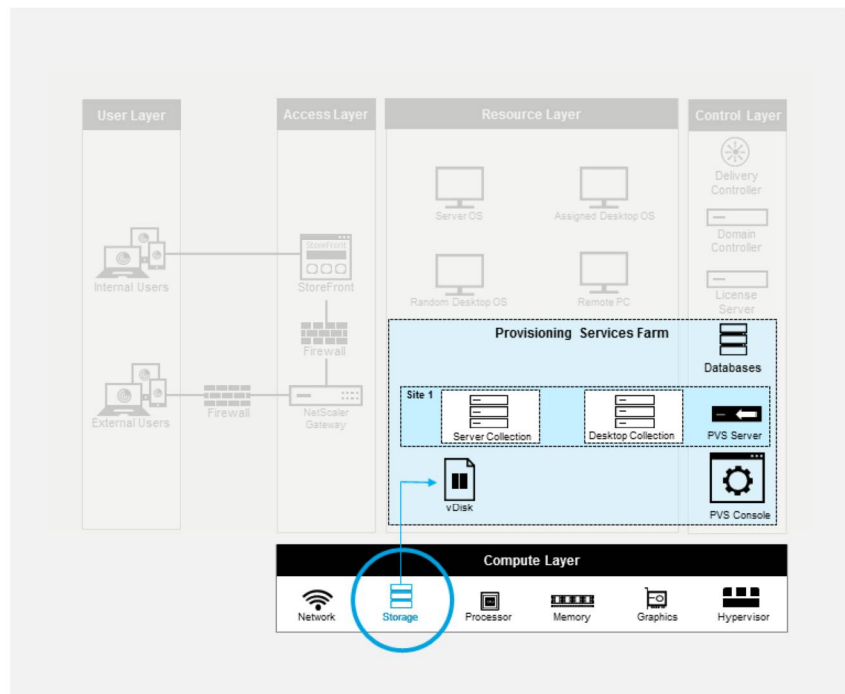 User Layer
Access Layer
Resource Layer
Control Layer
Delivery
Controller
Server OS
Assigned Desktop OS
Domain
Controller
StoreFront
Internal Users
StoreFront
Random Desktop OS
Remote PC
License
Server
Firewall
Provisioning Services Farm
Databases
External Users
Firewall
NetScaler
Gateway
Site 1
Server Collection
Desktop Collection
PVS Server
vDisk
PVS Console
Compute Layer
Network
Storage
Processor
Memory
Graphics
Hypervisor